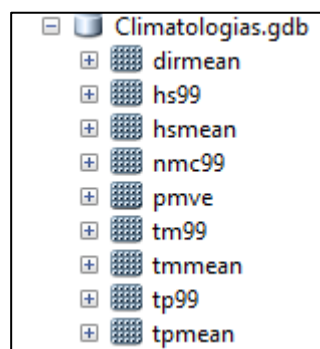 Climatologias.gdb
dirmean
hs99
hsmean
nmc99
pmve
tm99
tmmean
tp99
tpmean